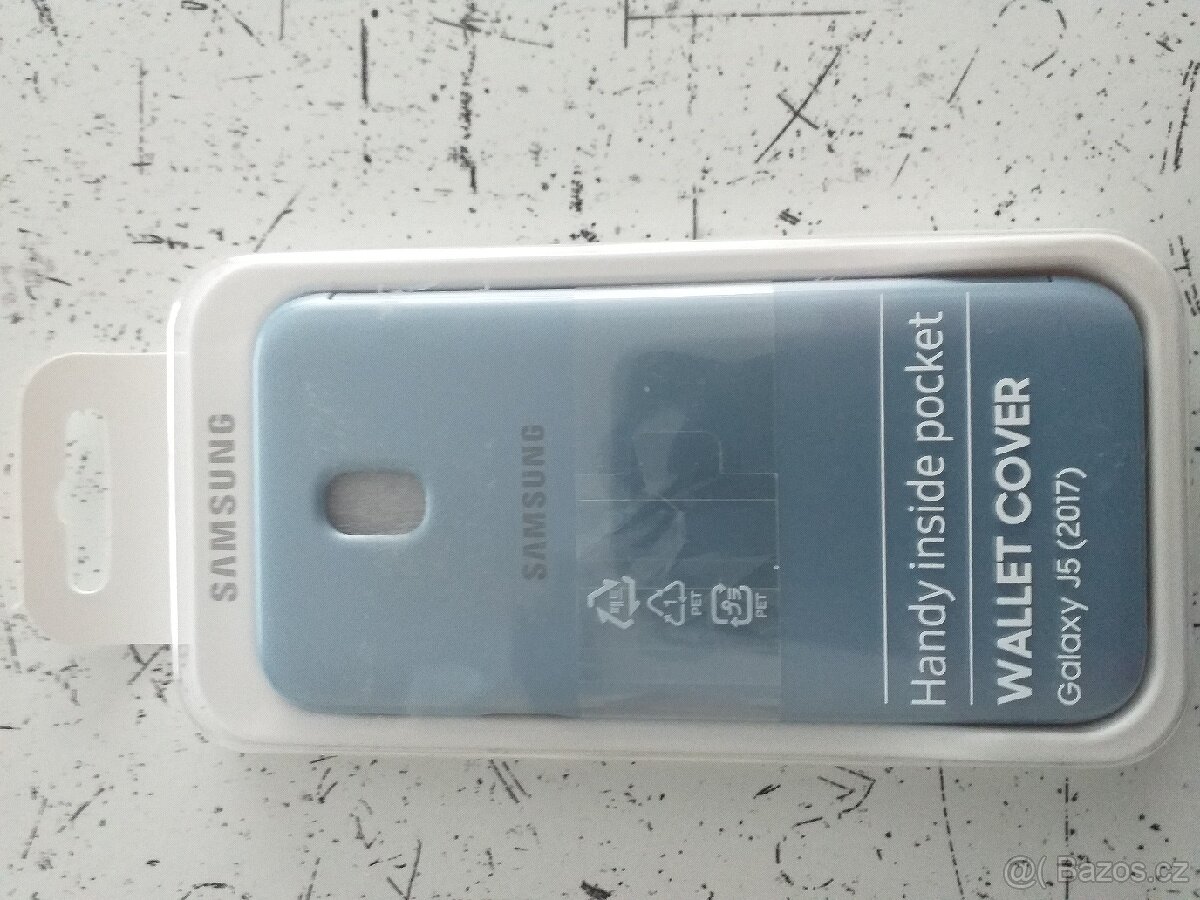 SAMSUNG
SAMSUNG
PET
PET
Handy inside pocket
WALLET COVER
Galaxy J5 (2017)
@( Bazos.cz